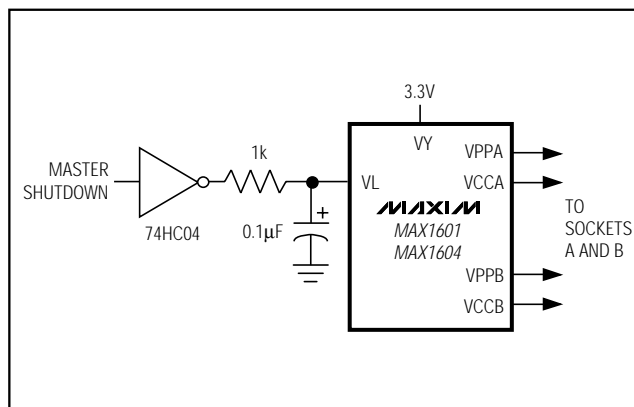 3.3V
VY
1k
MASTER
SHUTDOWN
74HC04
0.1µF
+
VL
MAXIM
MAX1601
MAX1604
VPPA
VCCA
VPPB
VCCB
TO
SOCKETS
A AND B